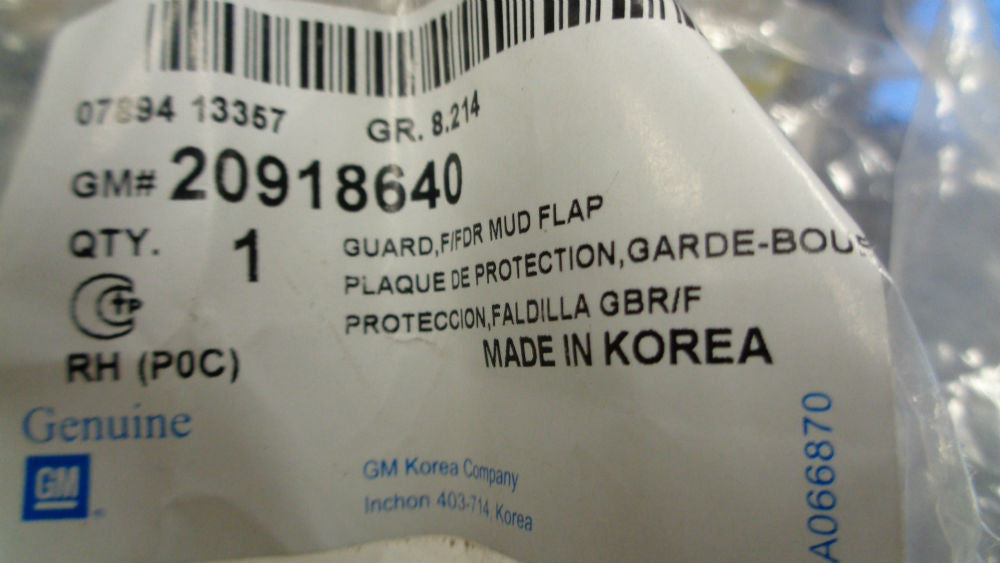 07894 13357 GR. 8.214
GM# 20918640
QTY. 1
GUARD,F/FDR MUD FLAP
PLAQUE DE PROTECTION,GARDE-BOUE
PROTECCION,FALDILLA GBR/F
MADE IN KOREA
RH (P0C)
Genuine
GM
GM Korea Company
Inchon 403-714, Korea
A066870